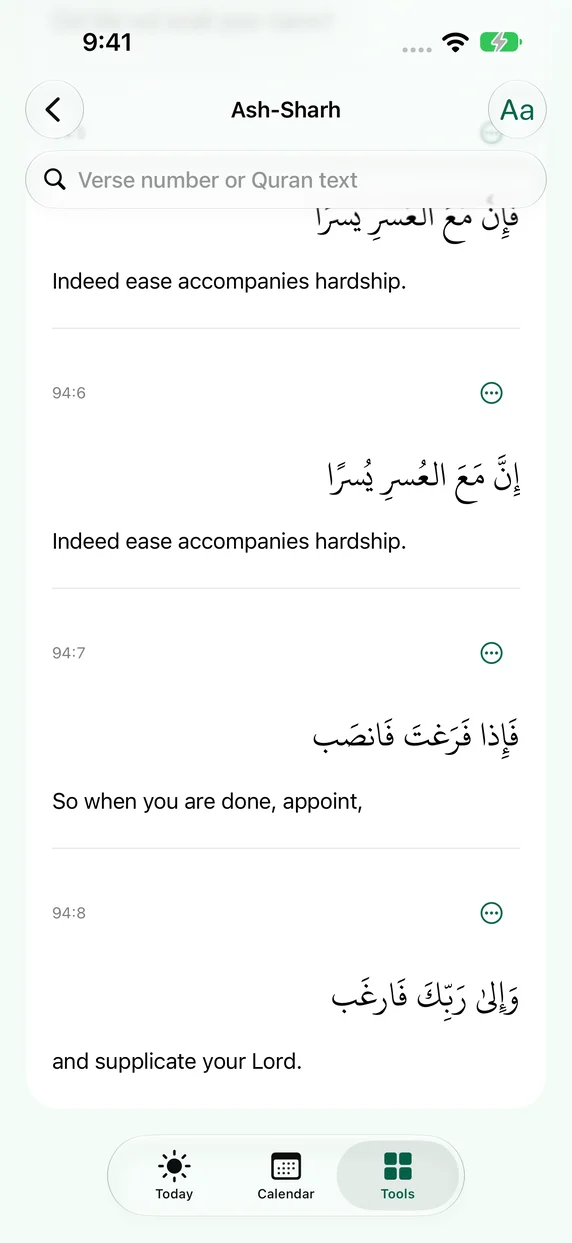 9:41
Ash-Sharh
Aa
Verse number or Quran text
فَإِنَّ مَعَ العُسرِ يُسرًا
Indeed ease accompanies hardship.
94:6
إِنَّ مَعَ العُسرِ يُسرًا
Indeed ease accompanies hardship.
94:7
فَإِذا فَرَغتَ فَانصَب
So when you are done, appoint,
94:8
وَإِلىٰ رَبِّكَ فَارغَب
and supplicate your Lord.
Today
Calendar
Tools